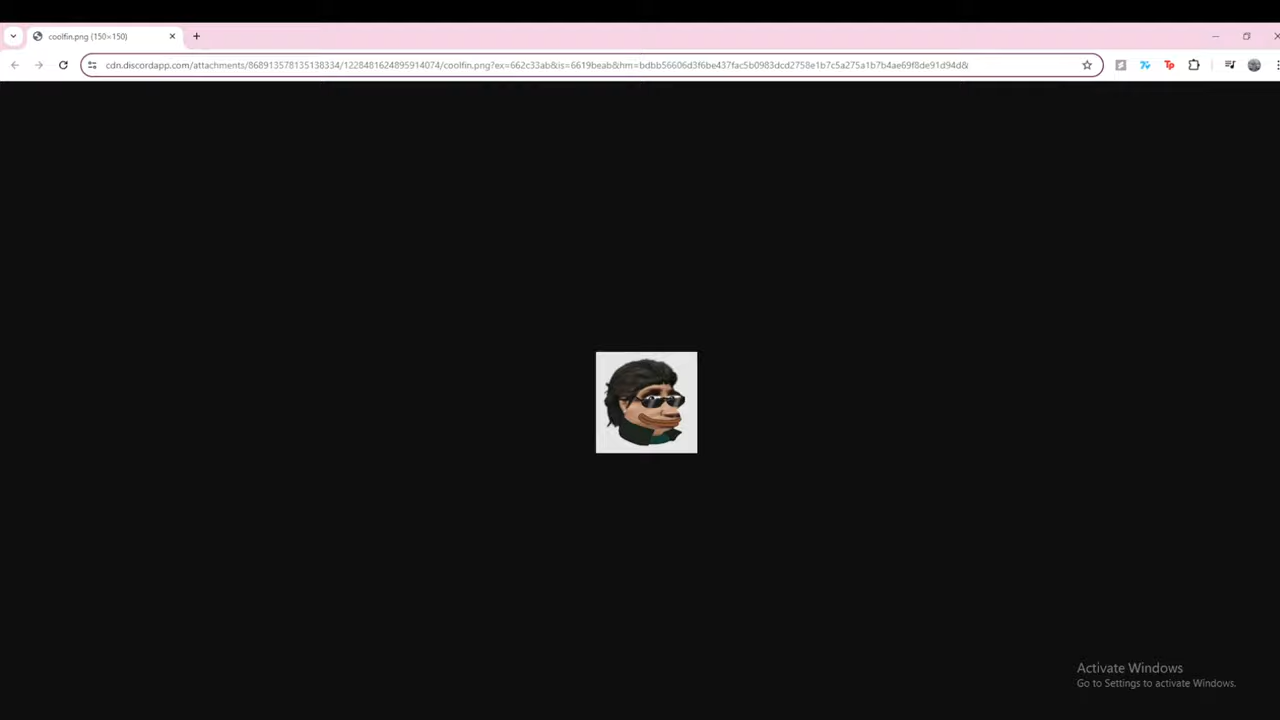 coolfin.png (150×150)
cdn.discordapp.com/attachments/868913578135138334/1228481624895914074/coolfin.png?ex=662c33ab&is=6619beab&hm=bdbb56606d3f6be437fac5b0983dcd2758e1b7c5a275a1b7b4ae69f8de91d94d&
Tp
Activate Windows
Go to Settings to activate Windows.